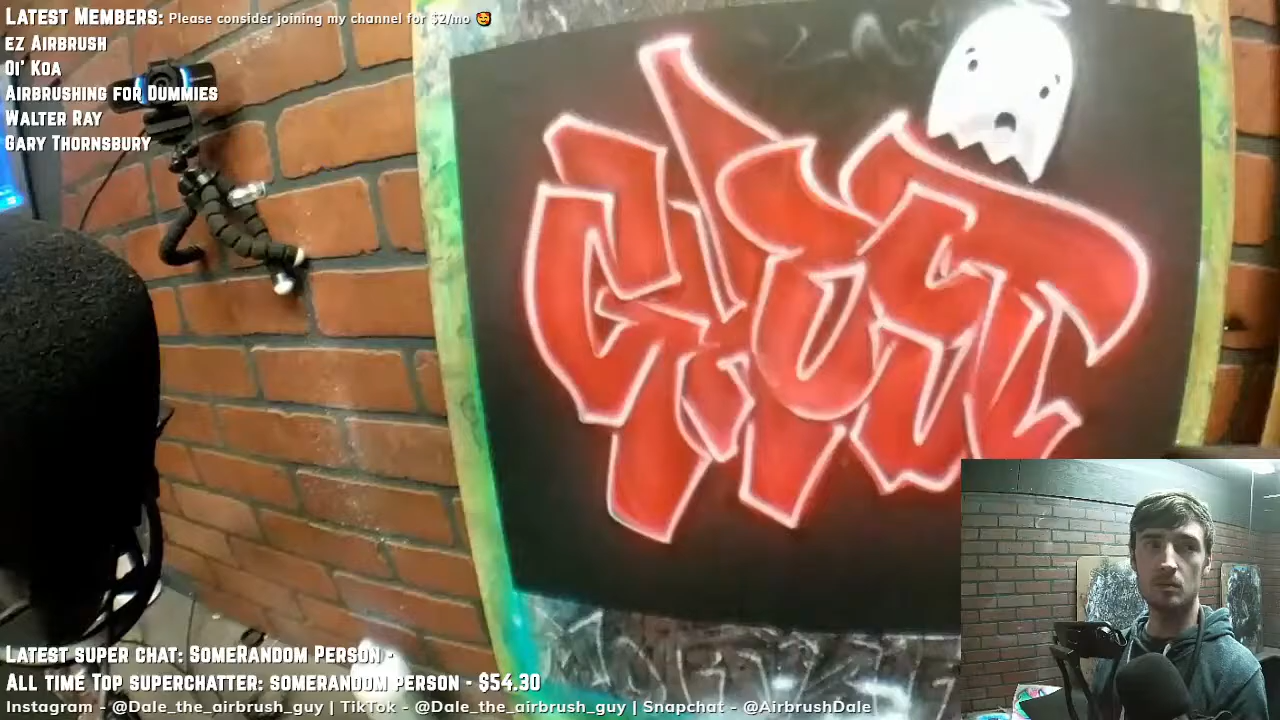 LATEST MEMBERS: Please consider joining my channel for $2/mo 🥰
EZ AIRBRUSH
OI' KOA
AIRBRUSHING FOR DUMMIES
WALTER RAY
GARY THORNSBURY
GHOST
LATEST SUPER CHAT: SOMERANDOM PERSON -
ALL TIME TOP SUPERCHATTER: SOMERANDOM PERSON - $54.30
Instagram - @Dale_the_airbrush_guy | TikTok - @Dale_the_airbrush_guy | Snapchat - @AirbrushDale